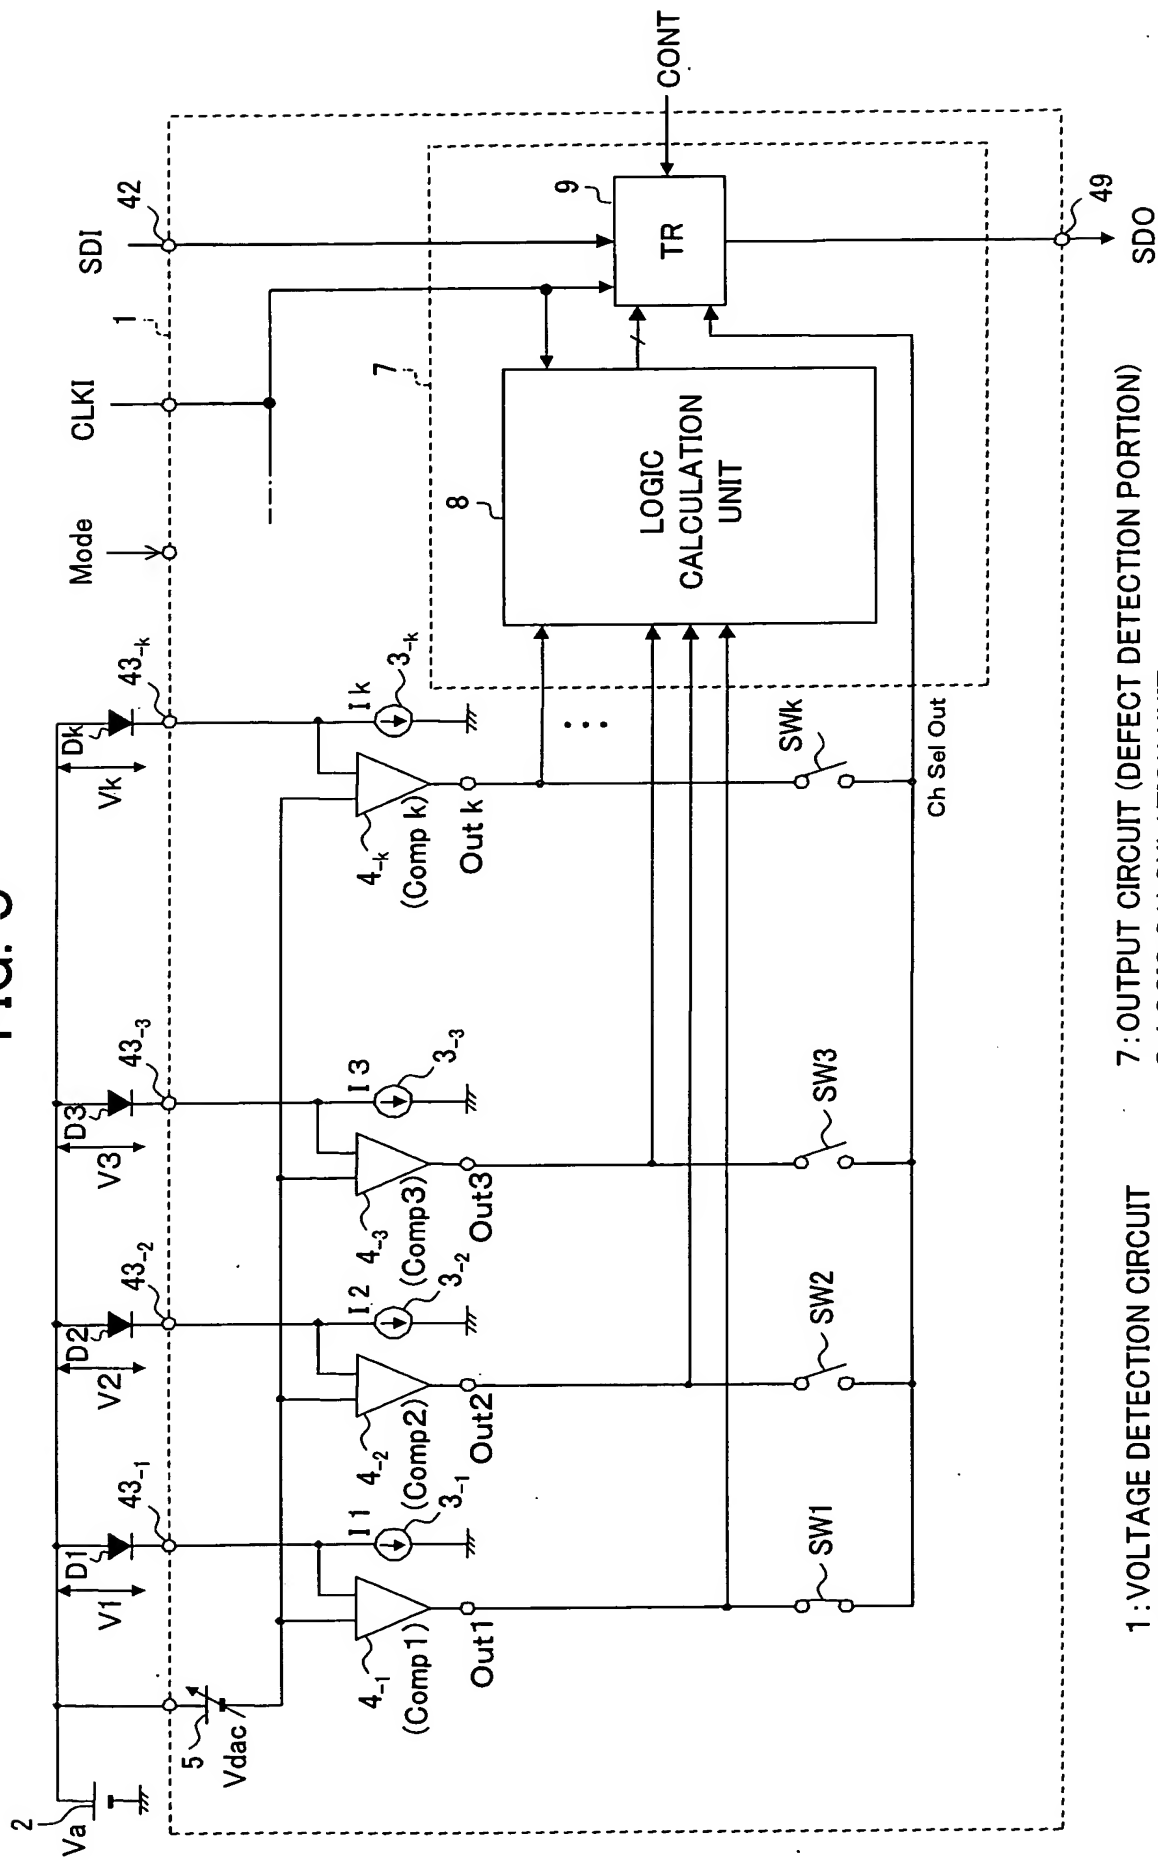 2
Va
5
Vdac
V1
D1
43-1
V2
D2
43-2
V3
D3
43-3
Vk
Dk
43-k
Mode
CLKI
1
SDI
42
I1
3-1
4-1
(Comp1)
Out1
I2
3-2
4-2
(Comp2)
Out2
I3
3-3
4-3
(Comp3)
Out3
Ik
3-k
4-k
(Comp k)
Out k
7
8
LOGIC
CALCULATION
UNIT
9
TR
CONT
SW1
SW2
SW3
SWk
Ch Sel Out
49
SDO
1:VOLTAGE DETECTION CIRCUIT
7:OUTPUT CIRCUIT (DEFECT DETECTION PORTION)